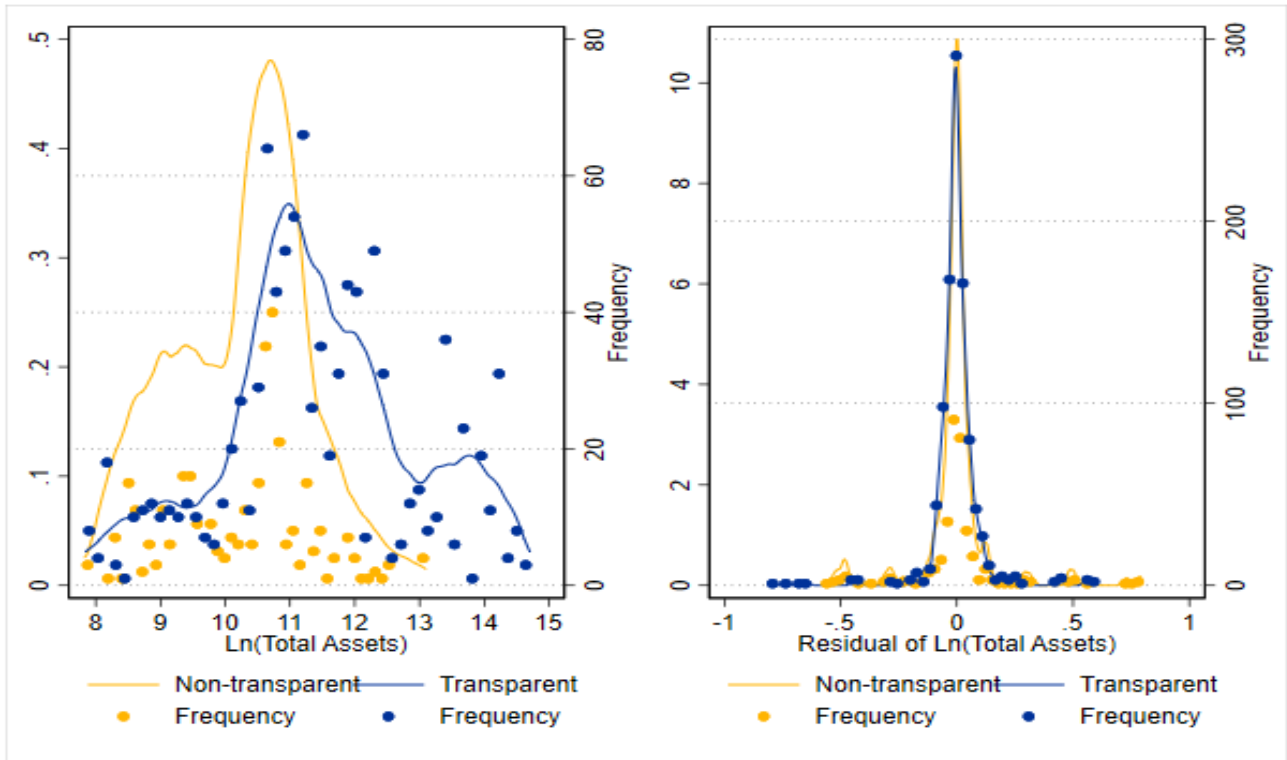 .5
.4
.3
.2
.1
0
80
60
40
20
0
Frequency
8 9 10 11 12 13 14 15
Ln(Total Assets)
Non-transparent Transparent
Frequency Frequency
10
8
6
4
2
0
300
200
100
0
Frequency
-1 -.5 0 .5 1
Residual of Ln(Total Assets)
Non-transparent Transparent
Frequency Frequency